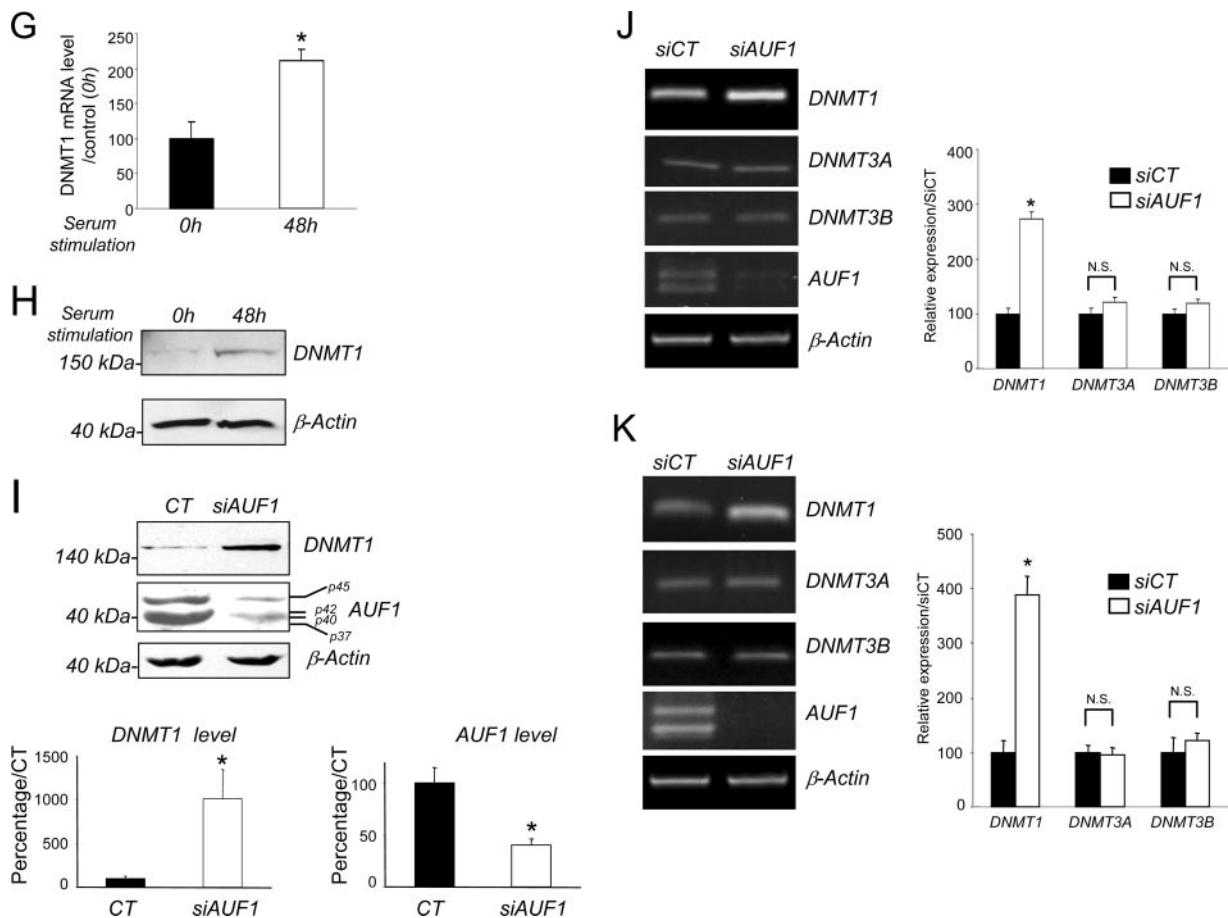 G
DNMT1 mRNA level
/control (0h)
250
200
150
100
50
0
*
Serum
stimulation
0h
48h
H
Serum
stimulation
0h
48h
150 kDa
DNMT1
40 kDa
β-Actin
I
CT
siAUF1
140 kDa
DNMT1
40 kDa
p45
p42
p40
p37
AUF1
40 kDa
β-Actin
DNMT1 level
Percentage/CT
1500
1000
500
0
*
CT
siAUF1
AUF1 level
Percentage/CT
100
50
0
*
CT
siAUF1
J
siCT
siAUF1
DNMT1
DNMT3A
DNMT3B
AUF1
β-Actin
Relative expression/SiCT
400
300
200
100
0
siCT
siAUF1
*
N.S.
N.S.
DNMT1
DNMT3A
DNMT3B
K
siCT
siAUF1
DNMT1
DNMT3A
DNMT3B
AUF1
β-Actin
Relative expression/siCT
500
400
300
200
100
0
siCT
siAUF1
*
N.S.
N.S.
DNMT1
DNMT3A
DNMT3B